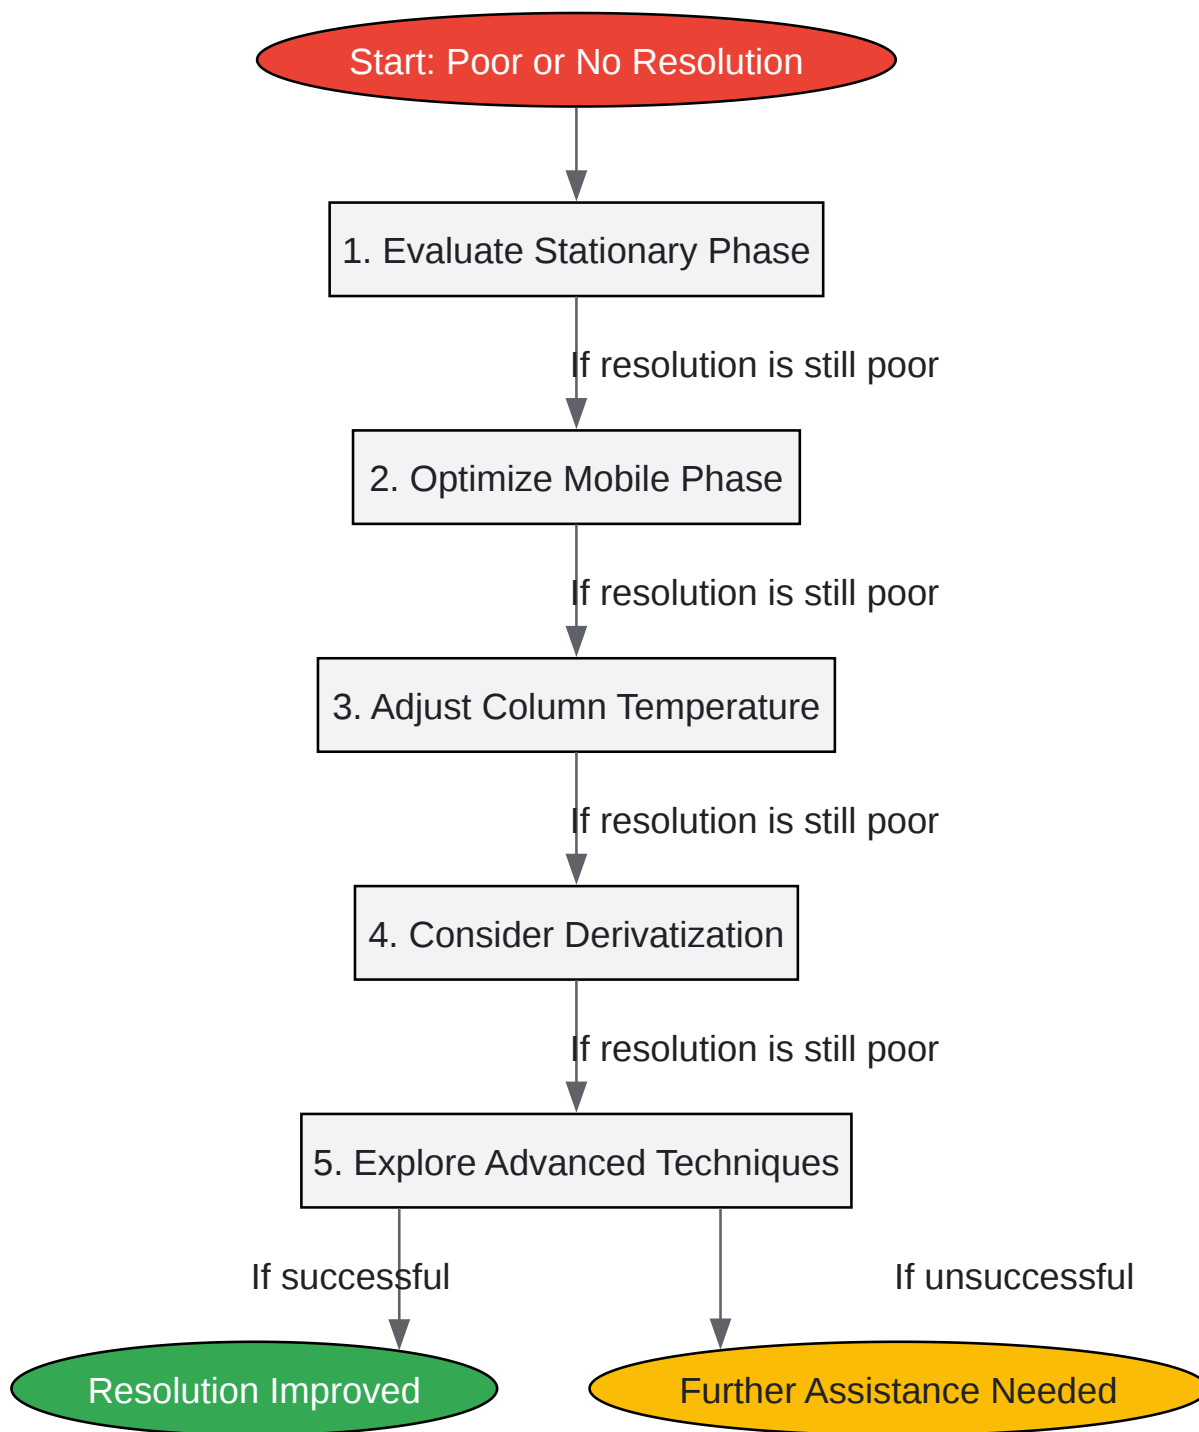 Start: Poor or No Resolution
1. Evaluate Stationary Phase
If resolution is still poor
2. Optimize Mobile Phase
If resolution is still poor
3. Adjust Column Temperature
If resolution is still poor
4. Consider Derivatization
If resolution is still poor
5. Explore Advanced Techniques
If successful
If unsuccessful
Resolution Improved
Further Assistance Needed